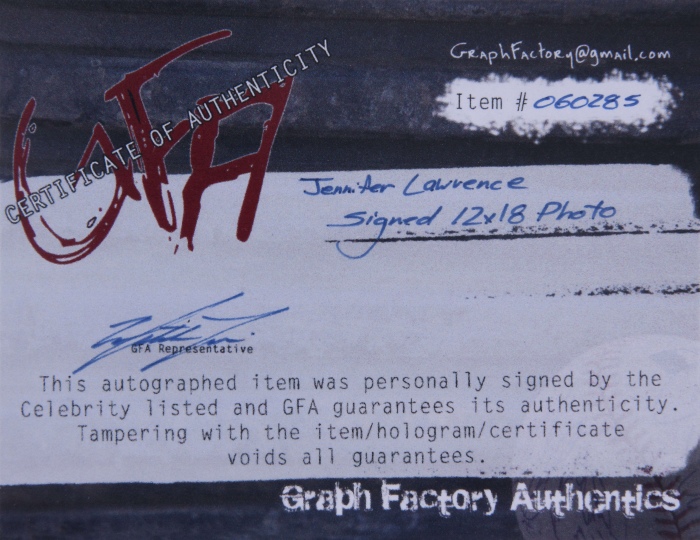 GFA
CERTIFICATE OF AUTHENTICITY
GraphFactory@gmail.com
Item # 060285
Jennifer Lawrence
Signed 12x18 Photo
GFA Representative
This autographed item was personally signed by the
Celebrity listed and GFA guarantees its authenticity.
Tampering with the item/hologram/certificate
voids all guarantees.
Graph Factory Authentics